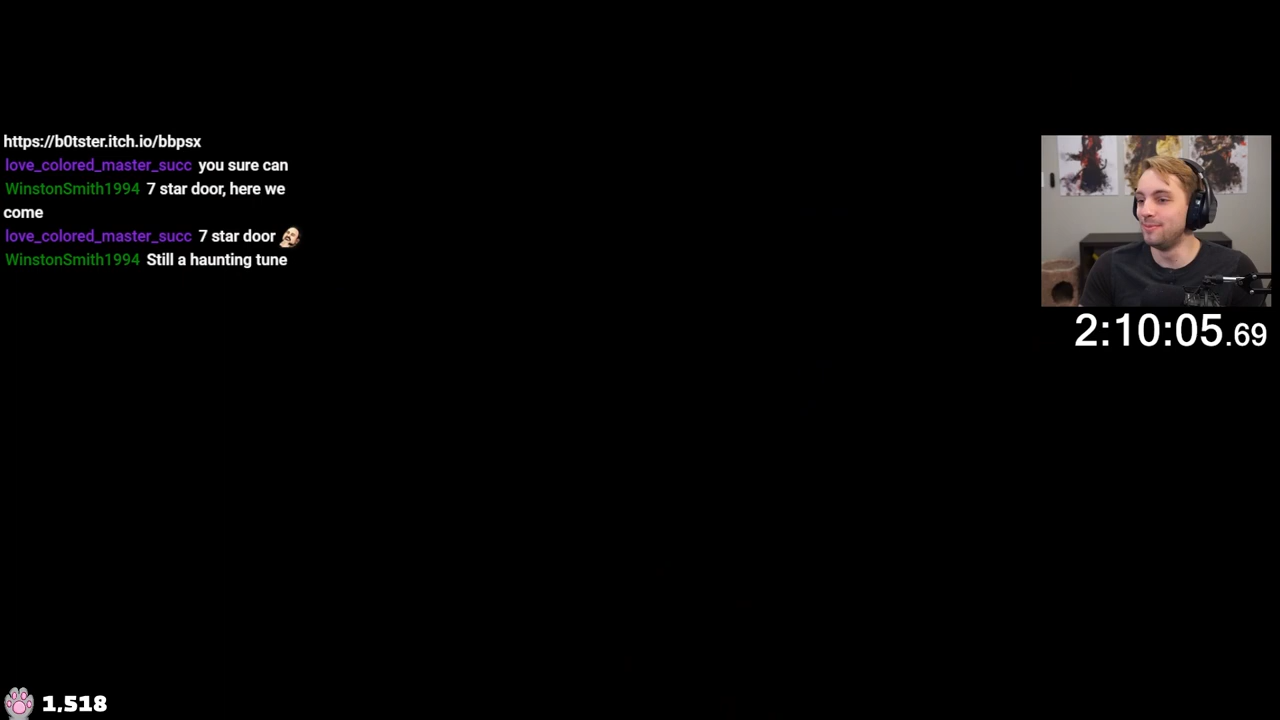 https://b0tster.itch.io/bbpsx
love_colored_master_succ you sure can
WinstonSmith1994 7 star door, here we
come
love_colored_master_succ 7 star door
WinstonSmith1994 Still a haunting tune
2:10:05.69
1,518